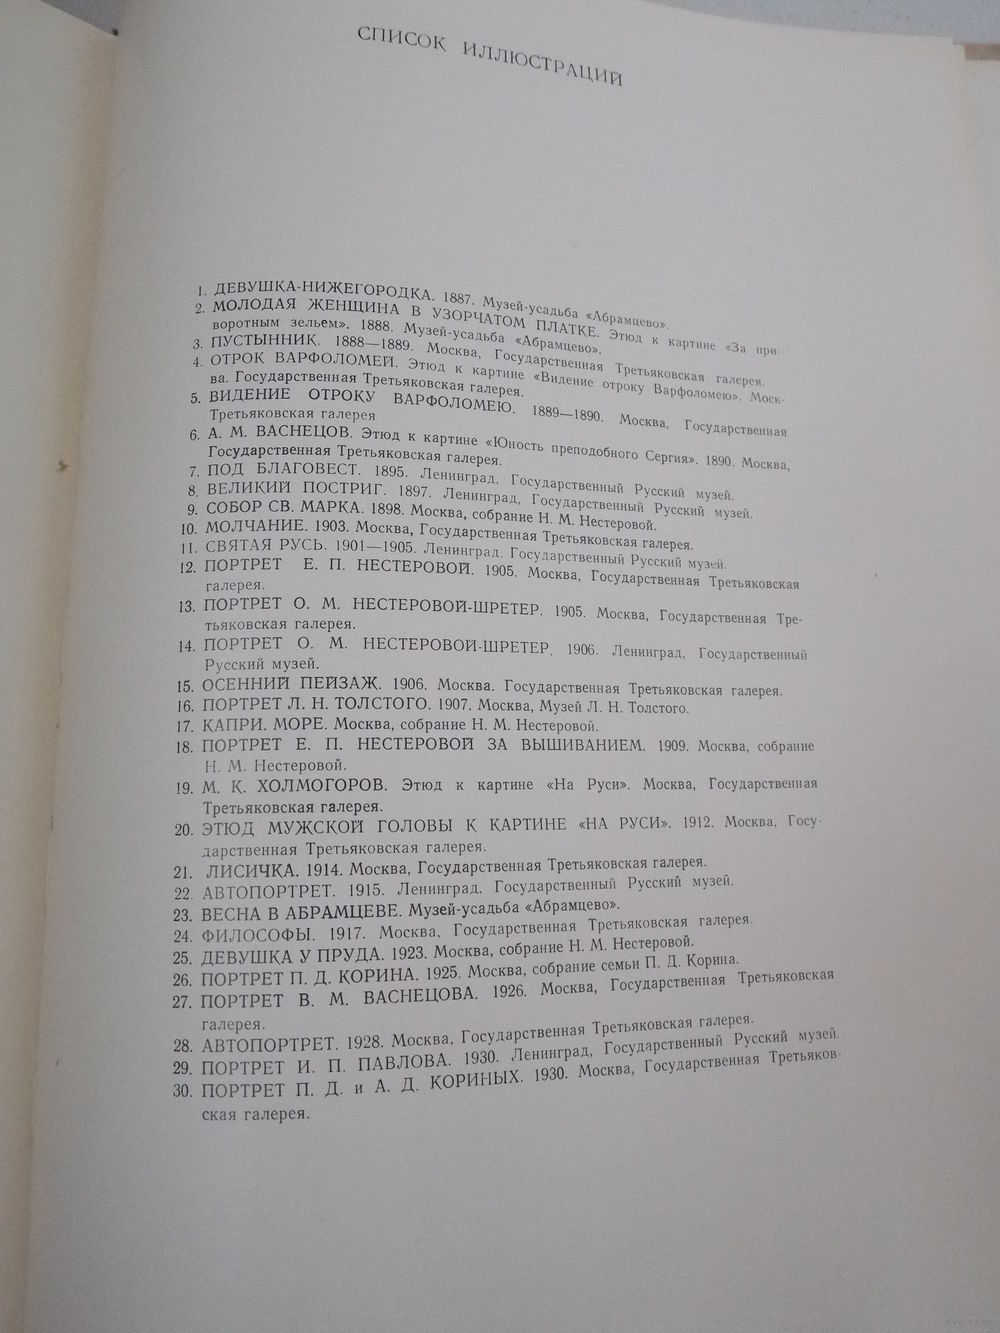 СПИСОК ИЛЛЮСТРАЦИЙ
1. ДЕВУШКА-НИЖЕГОРОДКА. 1887. Музей-усадьба «Абрамцево».
2. МОЛОДАЯ ЖЕНЩИНА В УЗОРЧАТОМ ПЛАТКЕ. Этюд к картине «За при-
воротным зельем». 1888. Музей-усадьба «Абрамцево».
3. ПУСТЫННИК. 1888—1889. Москва, Государственная Третьяковская галерея.
4. ОТРОК ВАРФОЛОМЕЙ. Этюд к картине «Видение отроку Варфоломею». Моск-
ва. Государственная Третьяковская галерея.
5. ВИДЕНИЕ ОТРОКУ ВАРФОЛОМЕЮ. 1889—1890. Москва, Государственная
Третьяковская галерея
6. А. М. ВАСНЕЦОВ. Этюд к картине «Юность преподобного Сергия». 1890. Москва,
Государственная Третьяковская галерея.
7. ПОД БЛАГОВЕСТ. 1895. Ленинград, Государственный Русский музей.
8. ВЕЛИКИЙ ПОСТРИГ. 1897. Ленинград, Государственный Русский музей.
9. СОБОР СВ. МАРКА. 1898. Москва, собрание Н. М. Нестеровой.
10. МОЛЧАНИЕ. 1903. Москва, Государственная Третьяковская галерея.
11. СВЯТАЯ РУСЬ. 1901—1905. Ленинград. Государственный Русский музей.
12. ПОРТРЕТ Е. П. НЕСТЕРОВОЙ. 1905. Москва, Государственная Третьяковская
галерея.
13. ПОРТРЕТ О. М. НЕСТЕРОВОЙ-ШРЕТЕР. 1905. Москва, Государственная Тре-
тьяковская галерея.
14. ПОРТРЕТ О. М. НЕСТЕРОВОЙ-ШРЕТЕР. 1906. Ленинград, Государственный
Русский музей.
15. ОСЕННИЙ ПЕЙЗАЖ. 1906. Москва. Государственная Третьяковская галерея.
16. ПОРТРЕТ Л. Н. ТОЛСТОГО. 1907. Москва, Музей Л. Н. Толстого.
17. КАПРИ. МОРЕ. Москва, собрание Н. М. Нестеровой.
18. ПОРТРЕТ Е. П. НЕСТЕРОВОЙ ЗА ВЫШИВАНИЕМ. 1909. Москва, собрание
Н. М. Нестеровой.
19. М. К. ХОЛМОГОРОВ. Этюд к картине «На Руси». Москва, Государственная
Третьяковская галерея.
20. ЭТЮД МУЖСКОЙ ГОЛОВЫ К КАРТИНЕ «НА РУСИ». 1912. Москва, Госу-
дарственная Третьяковская галерея.
21. ЛИСИЧКА. 1914. Москва, Государственная Третьяковская галерея.
22. АВТОПОРТРЕТ. 1915. Ленинград, Государственный Русский музей.
23. ВЕСНА В АБРАМЦЕВЕ. Музей-усадьба «Абрамцево».
24. ФИЛОСОФЫ. 1917. Москва, Государственная Третьяковская галерея.
25. ДЕВУШКА У ПРУДА. 1923. Москва, собрание Н. М. Нестеровой.
26. ПОРТРЕТ П. Д. КОРИНА. 1925. Москва, собрание семьи П. Д. Корина.
27. ПОРТРЕТ В. М. ВАСНЕЦОВА. 1926. Москва, Государственная Третьяковская
галерея.
28. АВТОПОРТРЕТ. 1928. Москва, Государственная Третьяковская галерея.
29. ПОРТРЕТ И. П. ПАВЛОВА. 1930. Ленинград, Государственный Русский музей.
30. ПОРТРЕТ П. Д. и А. Д. КОРИНЫХ. 1930. Москва, Государственная Третьяков-
ская галерея.